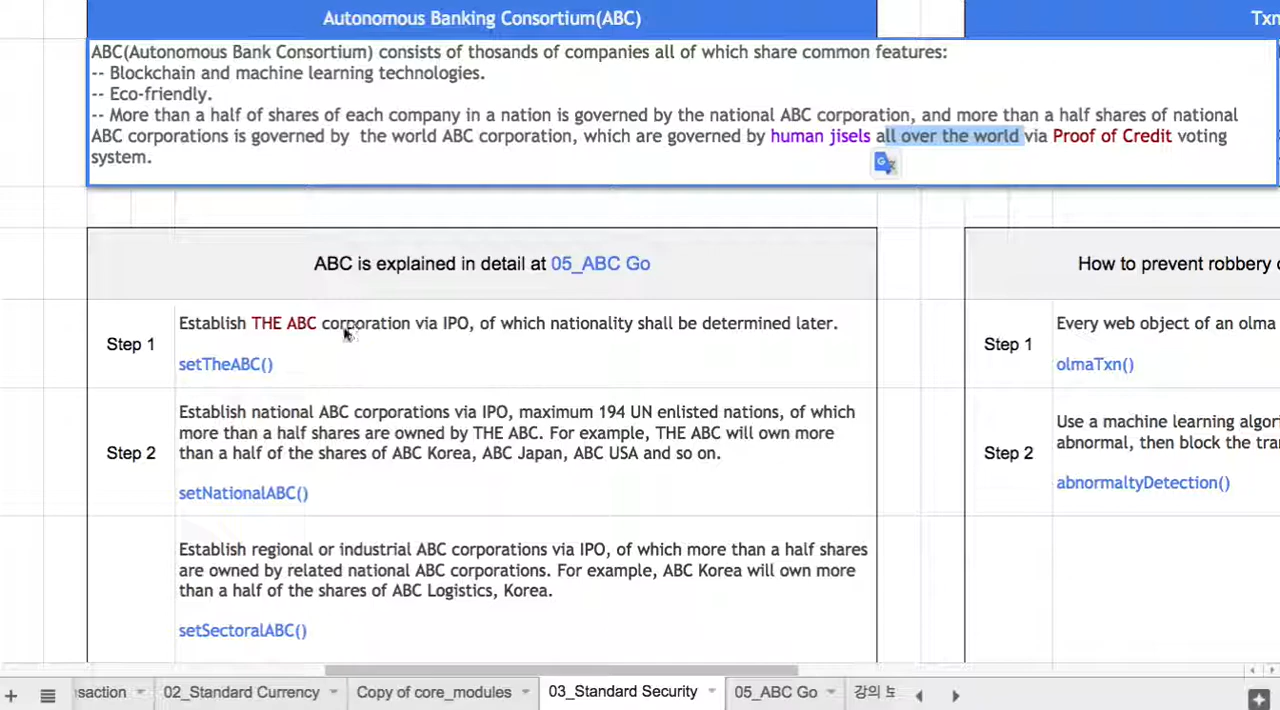 Autonomous Banking Consortium(ABC)
Txn
ABC(Autonomous Bank Consortium) consists of thosands of companies all of which share common features:
-- Blockchain and machine learning technologies.
-- Eco-friendly.
-- More than a half of shares of each company in a nation is governed by the national ABC corporation, and more than a half shares of national
ABC corporations is governed by the world ABC corporation, which are governed by human jisels all over the world via Proof of Credit voting
system.
ABC is explained in detail at 05_ABC Go
Step 1
Establish THE ABC corporation via IPO, of which nationality shall be determined later.
setTheABC()
Step 2
Establish national ABC corporations via IPO, maximum 194 UN enlisted nations, of which
more than a half shares are owned by THE ABC. For example, THE ABC will own more
than a half of the shares of ABC Korea, ABC Japan, ABC USA and so on.
setNationalABC()
Establish regional or industrial ABC corporations via IPO, of which more than a half shares
are owned by related national ABC corporations. For example, ABC Korea will own more
than a half of the shares of ABC Logistics, Korea.
setSectoralABC()
How to prevent robbery
Step 1
Every web object of an olma
olmaTxn()
Step 2
Use a machine learning
abnormal, then block the
abnormaltyDetection()
saction
02_Standard Currency
Copy of core_modules
03_Standard Security
05_ABC Go
강의 노